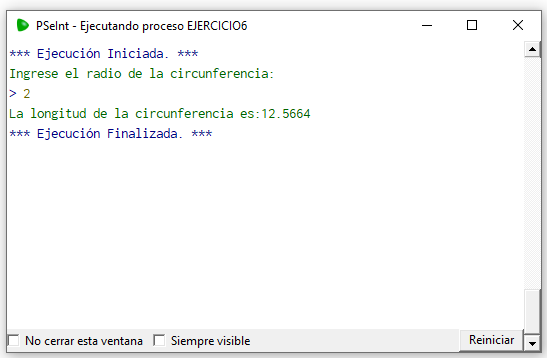 PSeInt - Ejecutando proceso EJERCICIO6
*** Ejecución Iniciada. ***
Ingrese el radio de la circunferencia:
> 2
La longitud de la circunferencia es:12.5664
*** Ejecución Finalizada. ***
No cerrar esta ventana Siempre visible Reiniciar